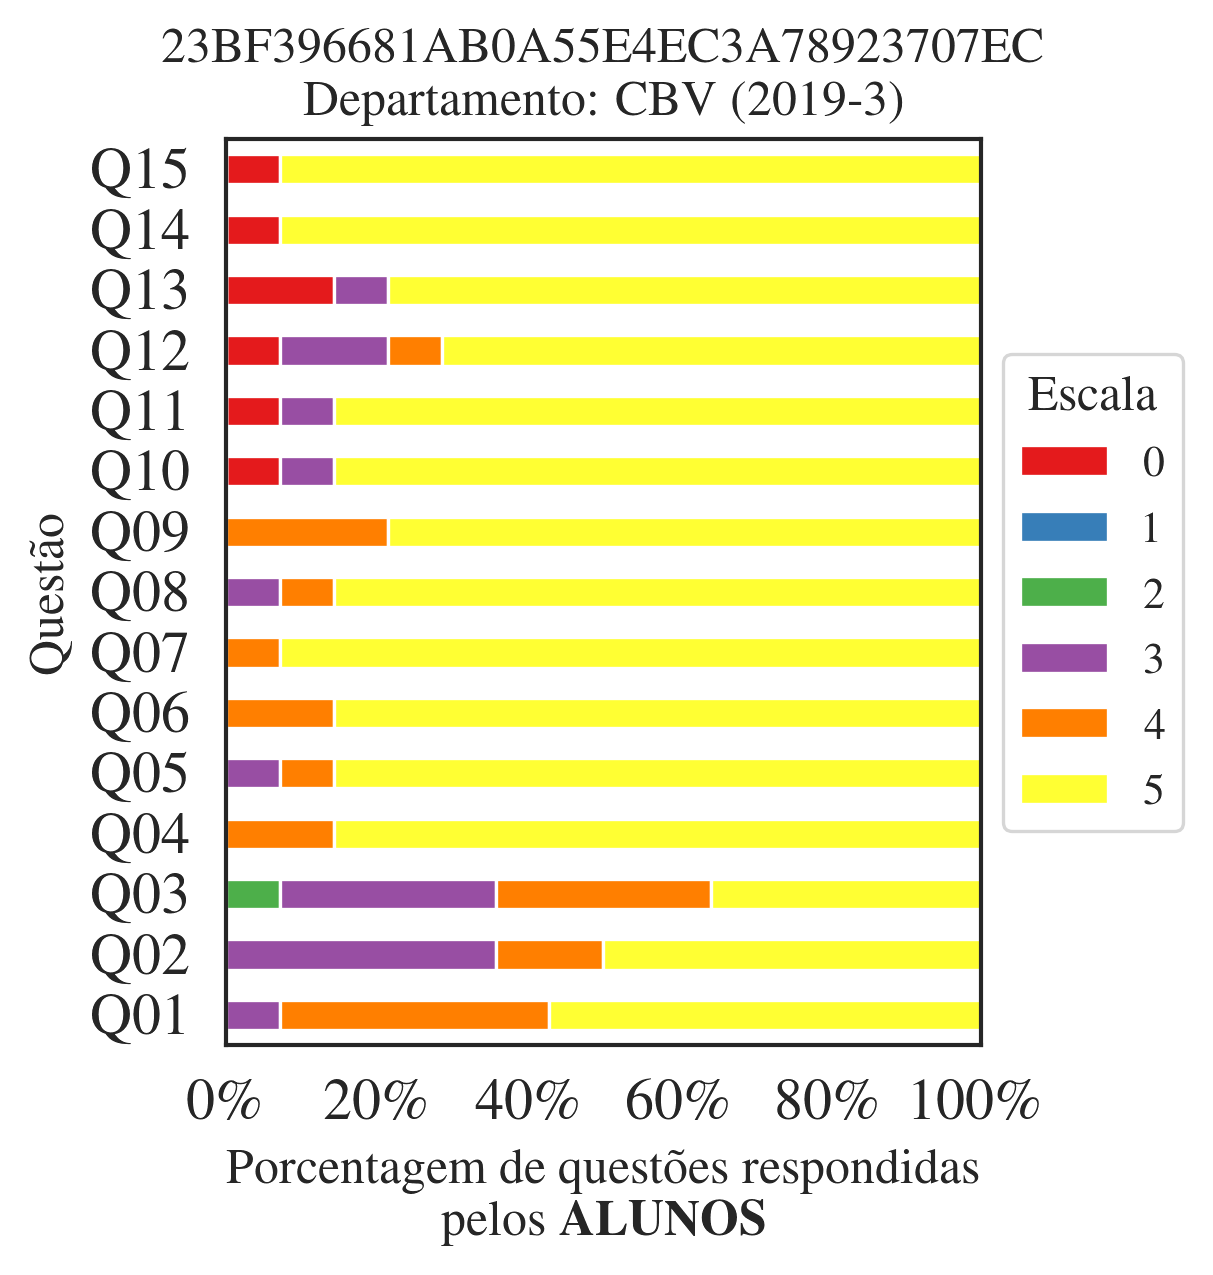 23BF396681AB0A55E4EC3A78923707EC
Departamento: CBV (2019-3)
Questão
Q15
Q14
Q13
Q12
Q11
Q10
Q09
Q08
Q07
Q06
Q05
Q04
Q03
Q02
Q01
0% 20% 40% 60% 80% 100%
Porcentagem de questões respondidas
pelos ALUNOS
Escala
0
1
2
3
4
5